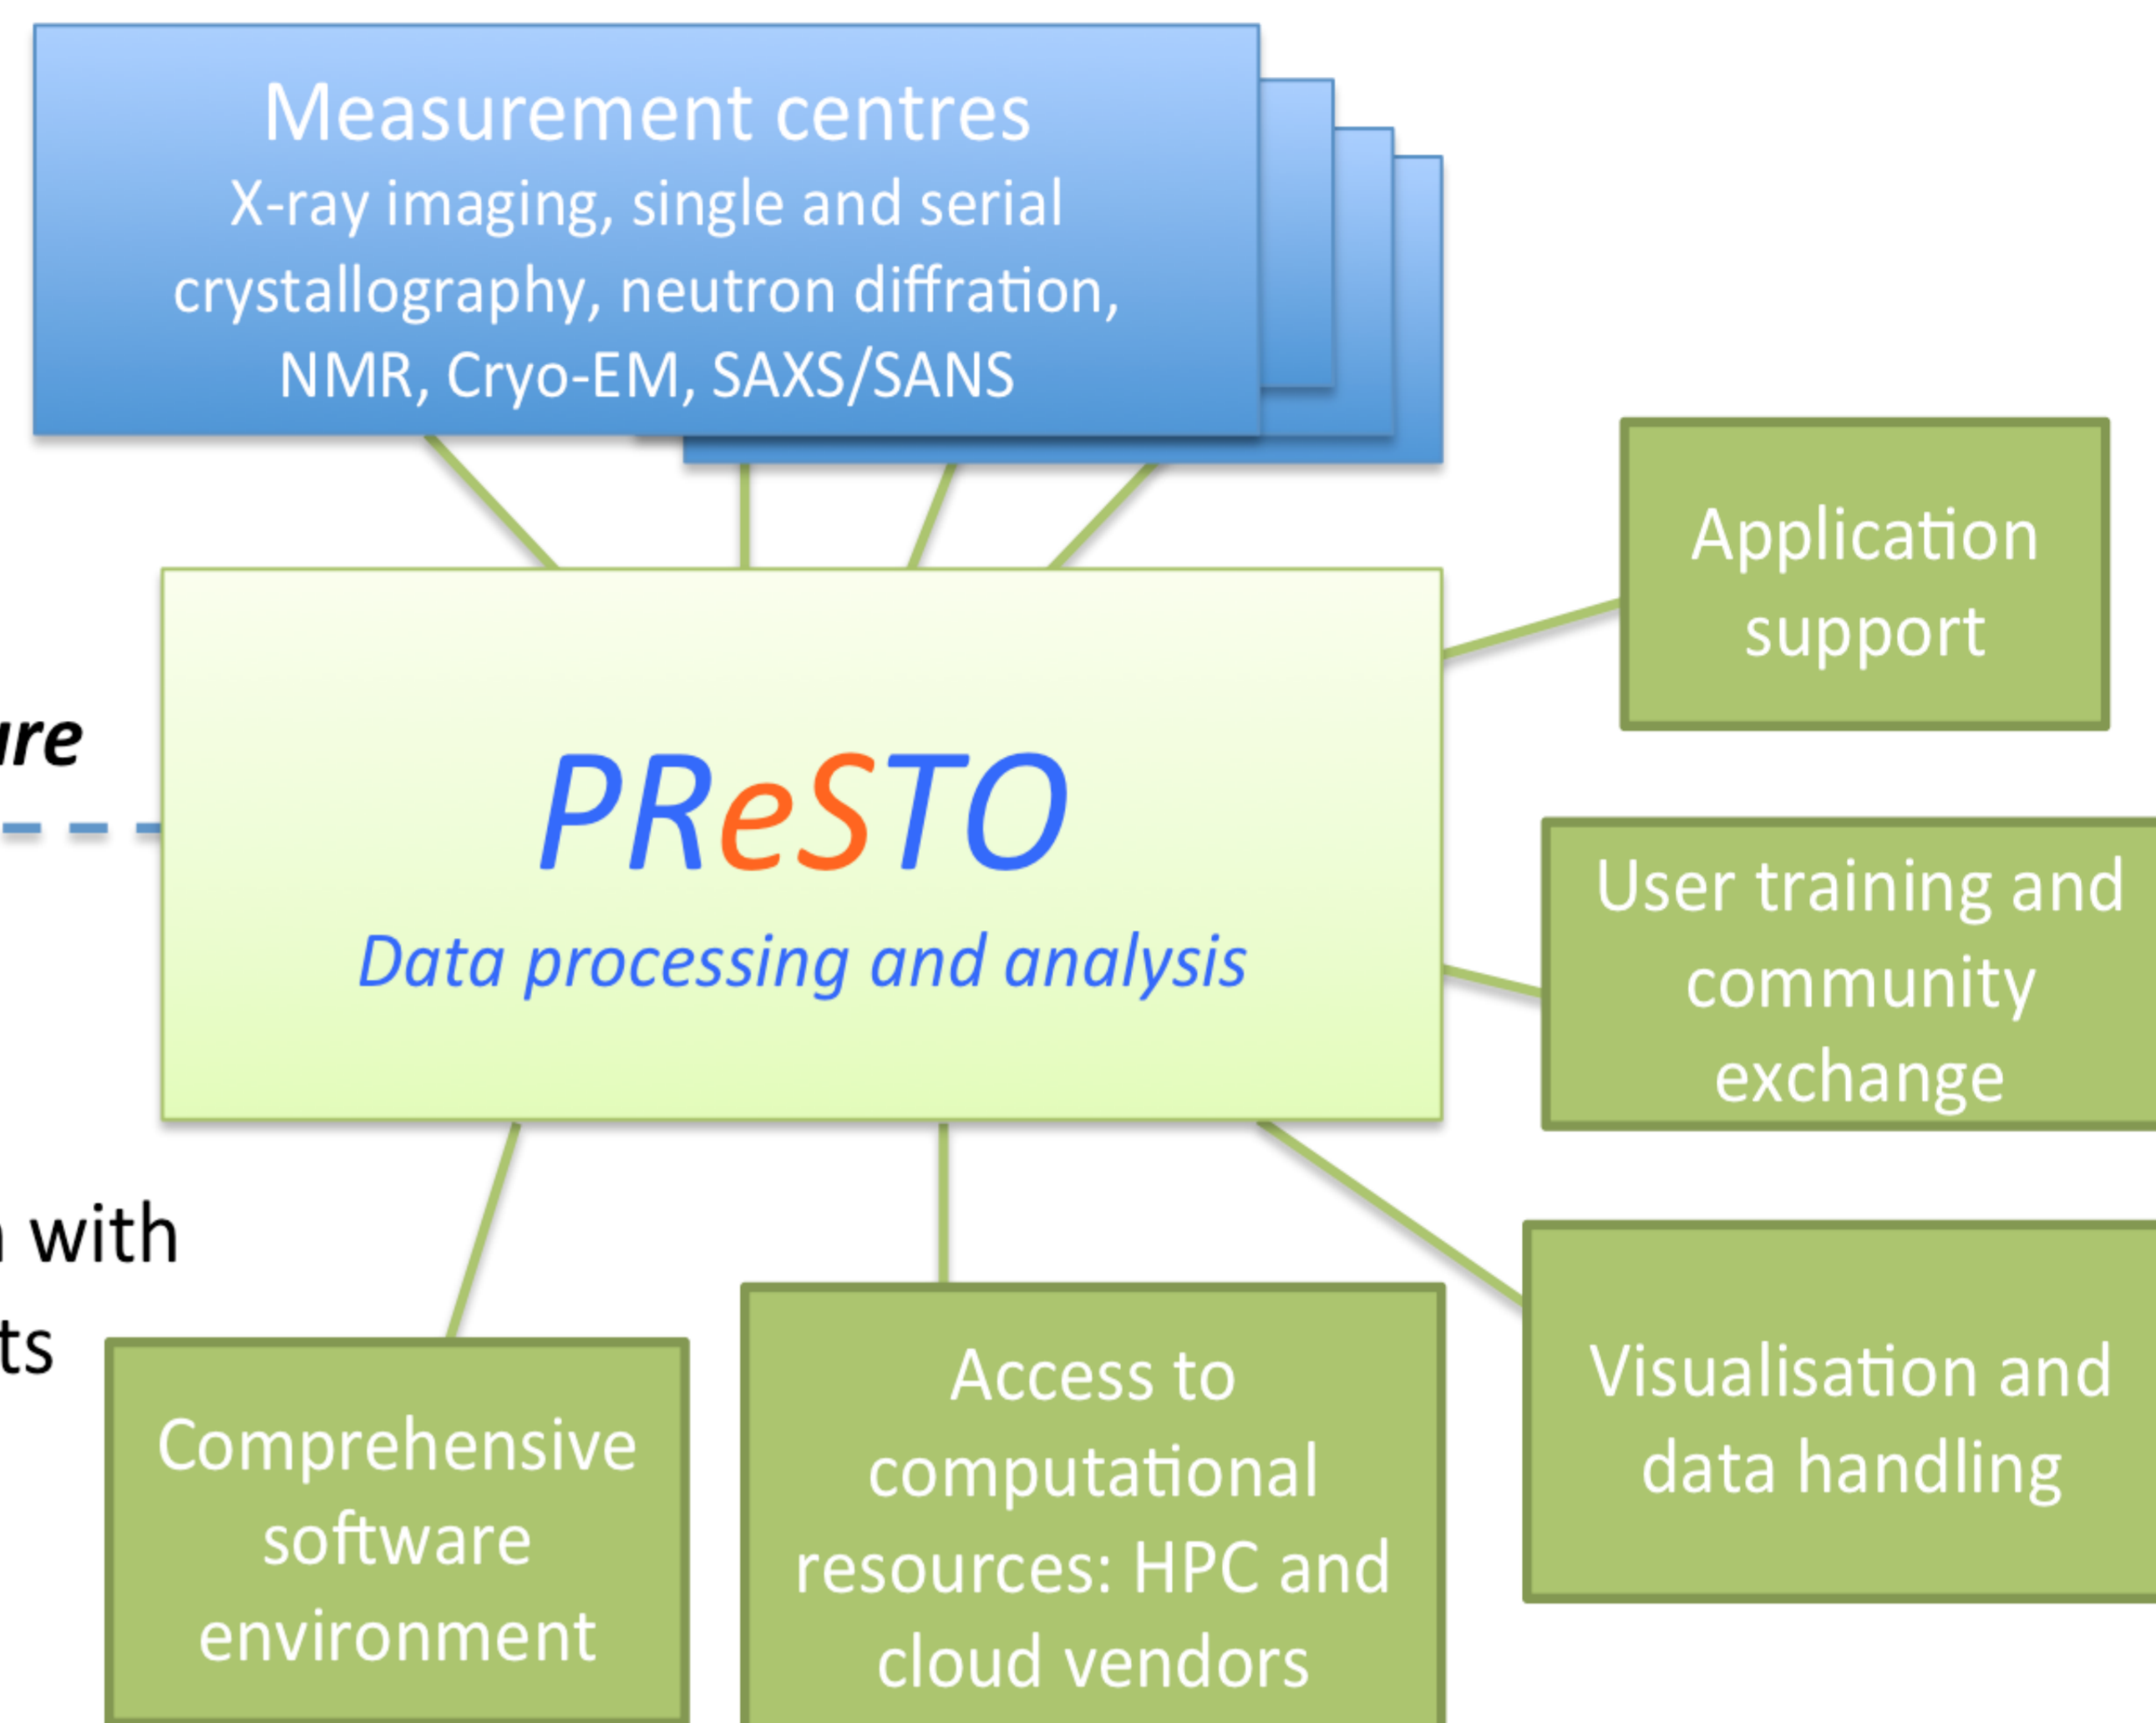 Measurement centres
X-ray imaging, single and serial
crystallography, neutron diffration,
NMR, Cryo-EM, SAXS/SANS
Application
support
PReSTO
Data processing and analysis
User training and
community
exchange
with
Comprehensive
software
environment
Access to
computational
resources: HPC and
cloud vendors
Visualisation and
data handling